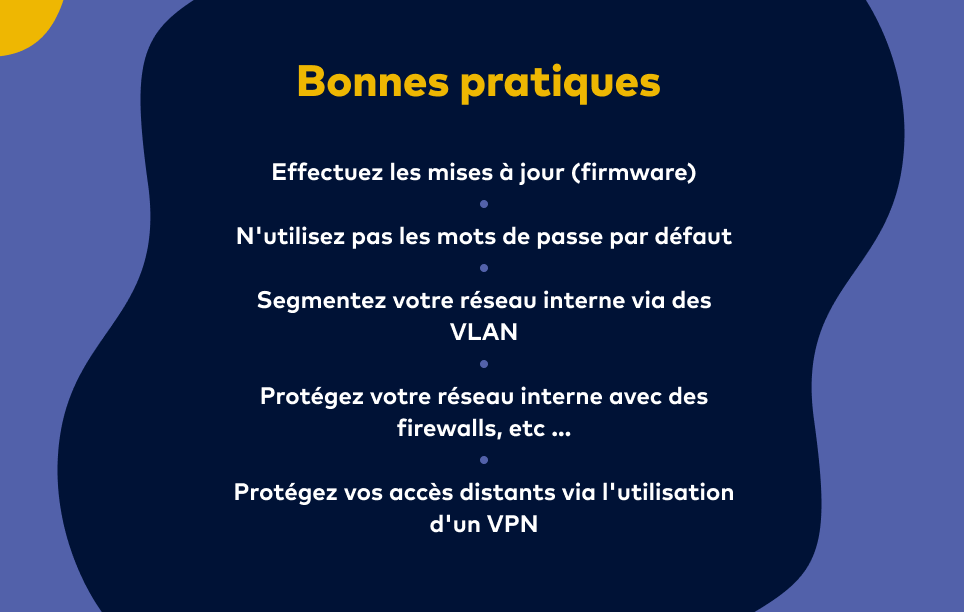 Bonnes pratiques
Effectuez les mises à jour (firmware)
N'utilisez pas les mots de passe par défaut
Segmentez votre réseau interne via des
VLAN
Protégez votre réseau interne avec des
firewalls, etc ...
Protégez vos accès distants via l'utilisation
d'un VPN